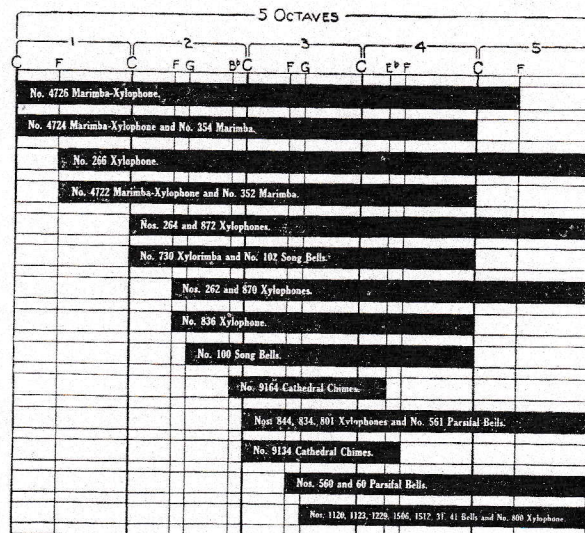 5 OCTAVES
1 2 3 4 5
C F C F G B♭ C F G C E♭ F C F
No. 4726 Marimba-Xylophone.
No. 4724 Marimba-Xylophone and No. 354 Marimba.
No. 266 Xylophone.
No. 4722 Marimba-Xylophone and No. 352 Marimba.
Nos. 264 and 872 Xylophones.
No. 730 Xylorimba and No. 102 Song Bells.
Nos. 262 and 870 Xylophones.
No. 836 Xylophone.
No. 100 Song Bells.
No. 9164 Cathedral Chimes.
Nos. 844, 834, 801 Xylophones and No. 561 Parsifal Bells.
No. 9134 Cathedral Chimes.
Nos. 560 and 60 Parsifal Bells.
Nos. 1120, 1123, 1229, 1506, 1512, 31, 41 Bells and No. 800 Xylophone.